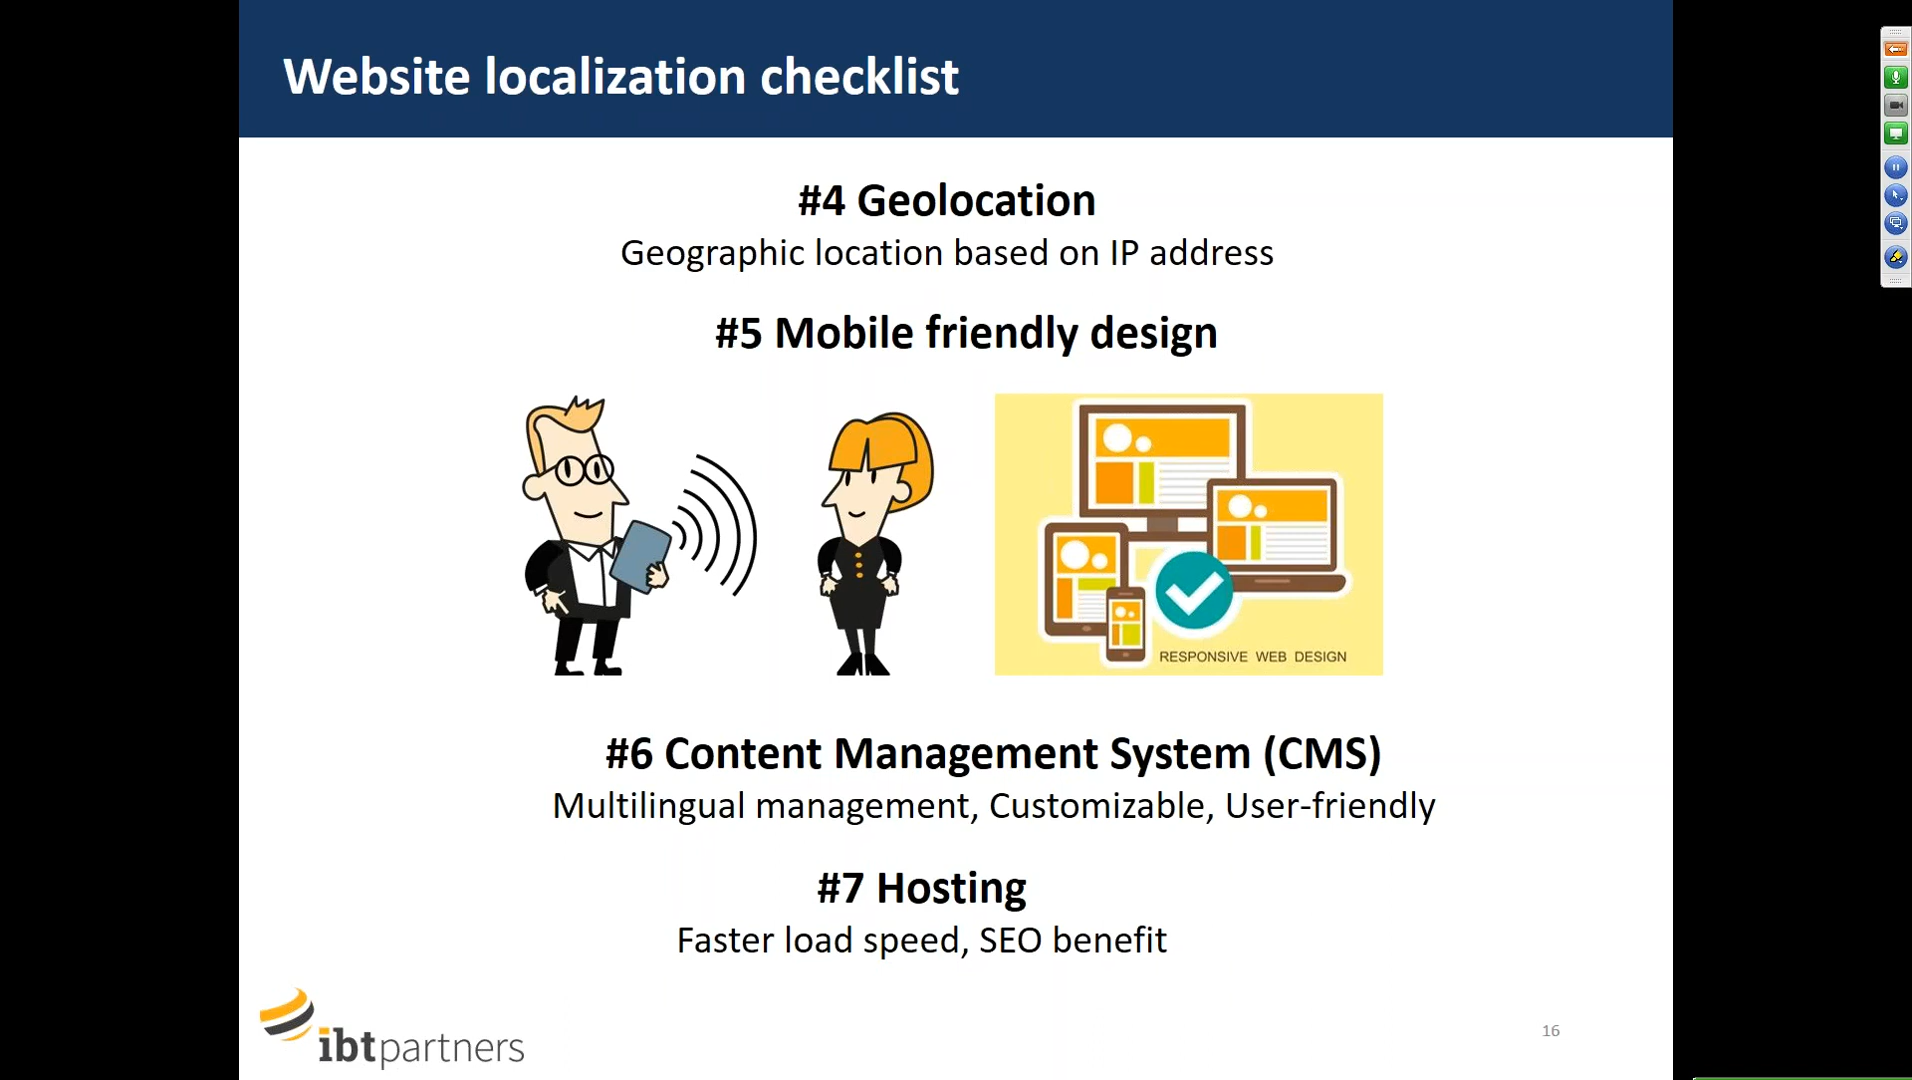 Website localization checklist
#4 Geolocation
Geographic location based on IP address
#5 Mobile friendly design
RESPONSIVE WEB DESIGN
#6 Content Management System (CMS)
Multilingual management, Customizable, User-friendly
#7 Hosting
Faster load speed, SEO benefit
ibtpartners
16